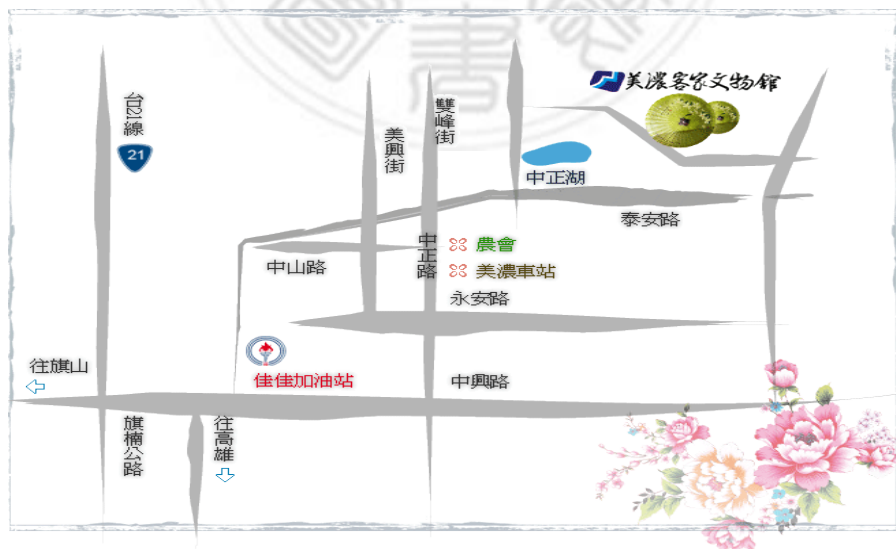 美濃客家文物館
台21線
21
雙峰街
美興街
中正湖
泰安路
中正路
農會
中山路
美濃車站
永安路
往旗山
佳佳加油站
中興路
旗楠公路
往高雄